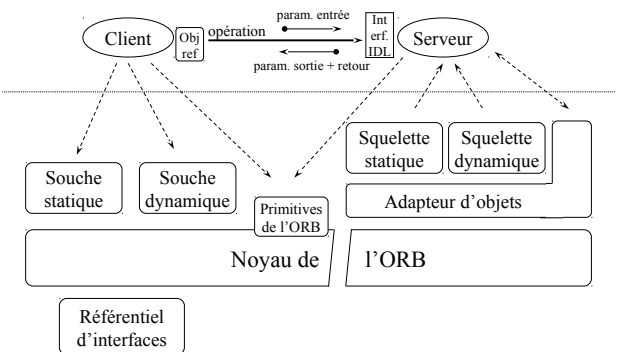 param. entrée
Client
Obj
ref
opération
Int
erf.
IDL
Serveur
param. sortie + retour
Squelette
statique
Squelette
dynamique
Souche
statique
Souche
dynamique
Primitives
de l’ORB
Adapteur d’objets
Noyau de
l’ORB
Référentiel
d’interfaces